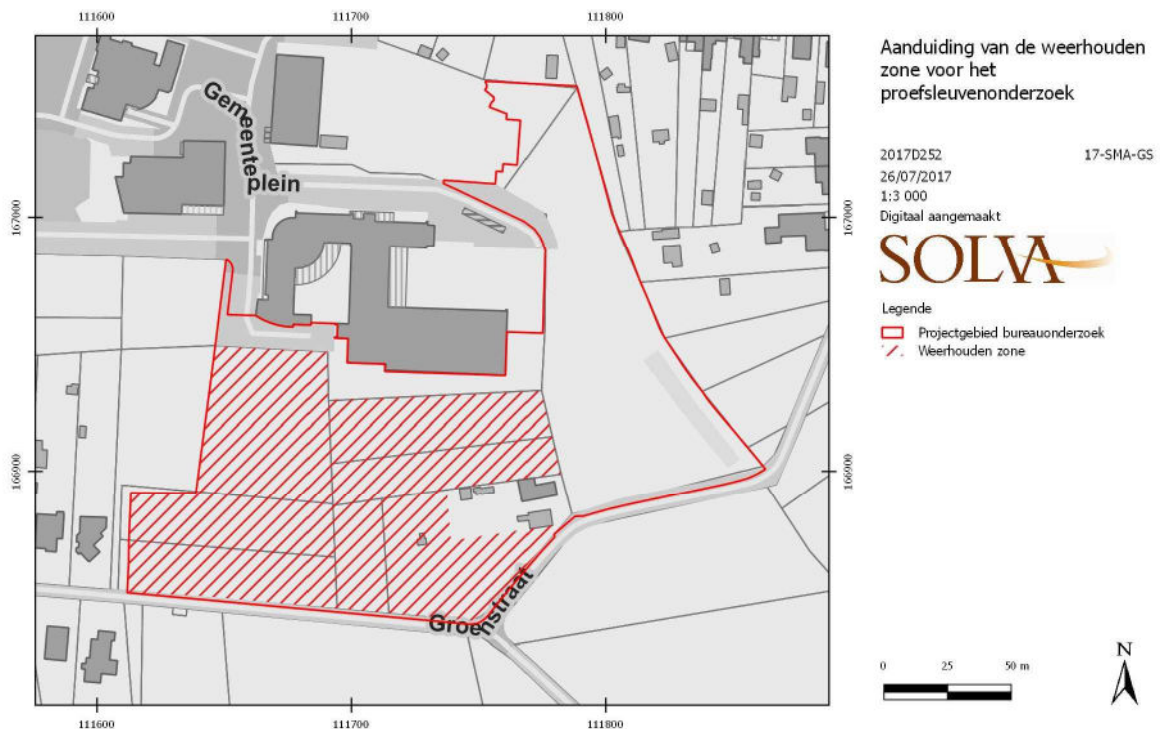 111600 111700 111800
Gemeenteplein
Groenstraat
167000 167000
166900 166900
111600 111700 111800
Aanduiding van de weerhouden
zone voor het
proefsleuvenonderzoek
2017D252 17-SMA-GS
26/07/2017
1:3 000
Digitaal aangemaakt
SOLVA
Legende
Projectgebied bureauonderzoek
Weerhouden zone
0 25 50 m
N